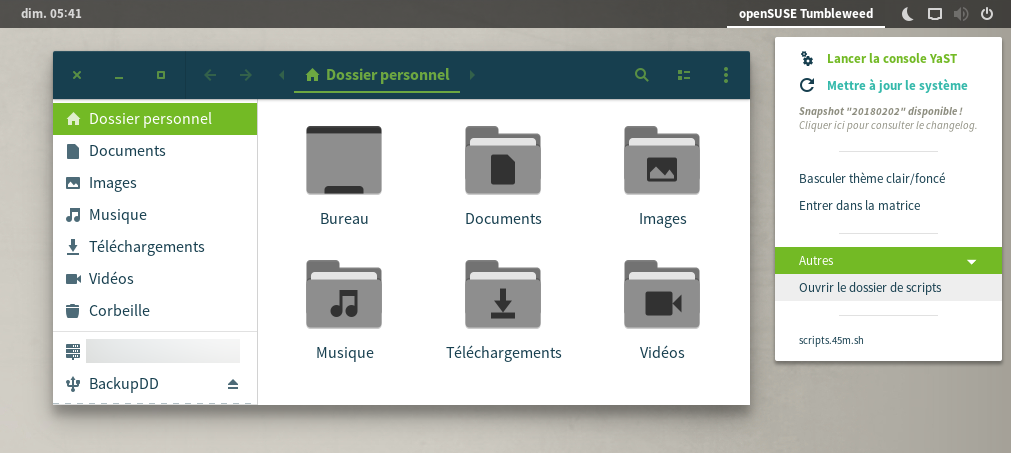 dim. 05:41
openSUSE Tumbleweed
Dossier personnel
Dossier personnel
Documents
Images
Musique
Téléchargements
Vidéos
Corbeille
BackupDD
Bureau
Documents
Images
Musique
Téléchargements
Vidéos
Lancer la console YaST
Mettre à jour le système
Snapshot "20180202" disponible !
Cliquer ici pour consulter le changelog.
Basculer thème clair/foncé
Entrer dans la matrice
Autres
Ouvrir le dossier de scripts
scripts.45m.sh